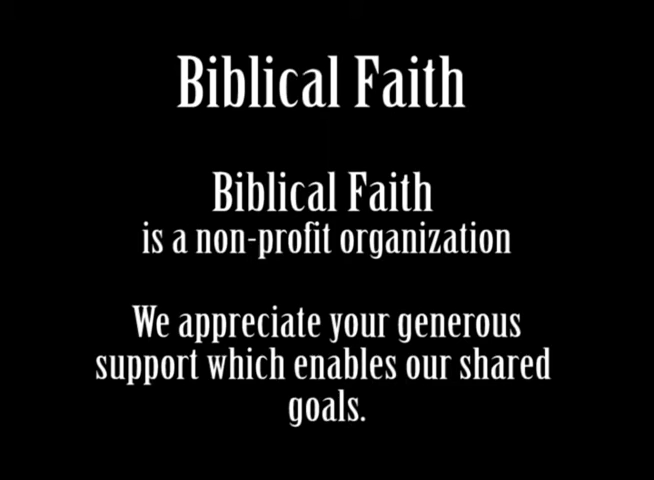 Biblical Faith
Biblical Faith
is a non-profit organization
We appreciate your generous
support which enables our shared
goals.